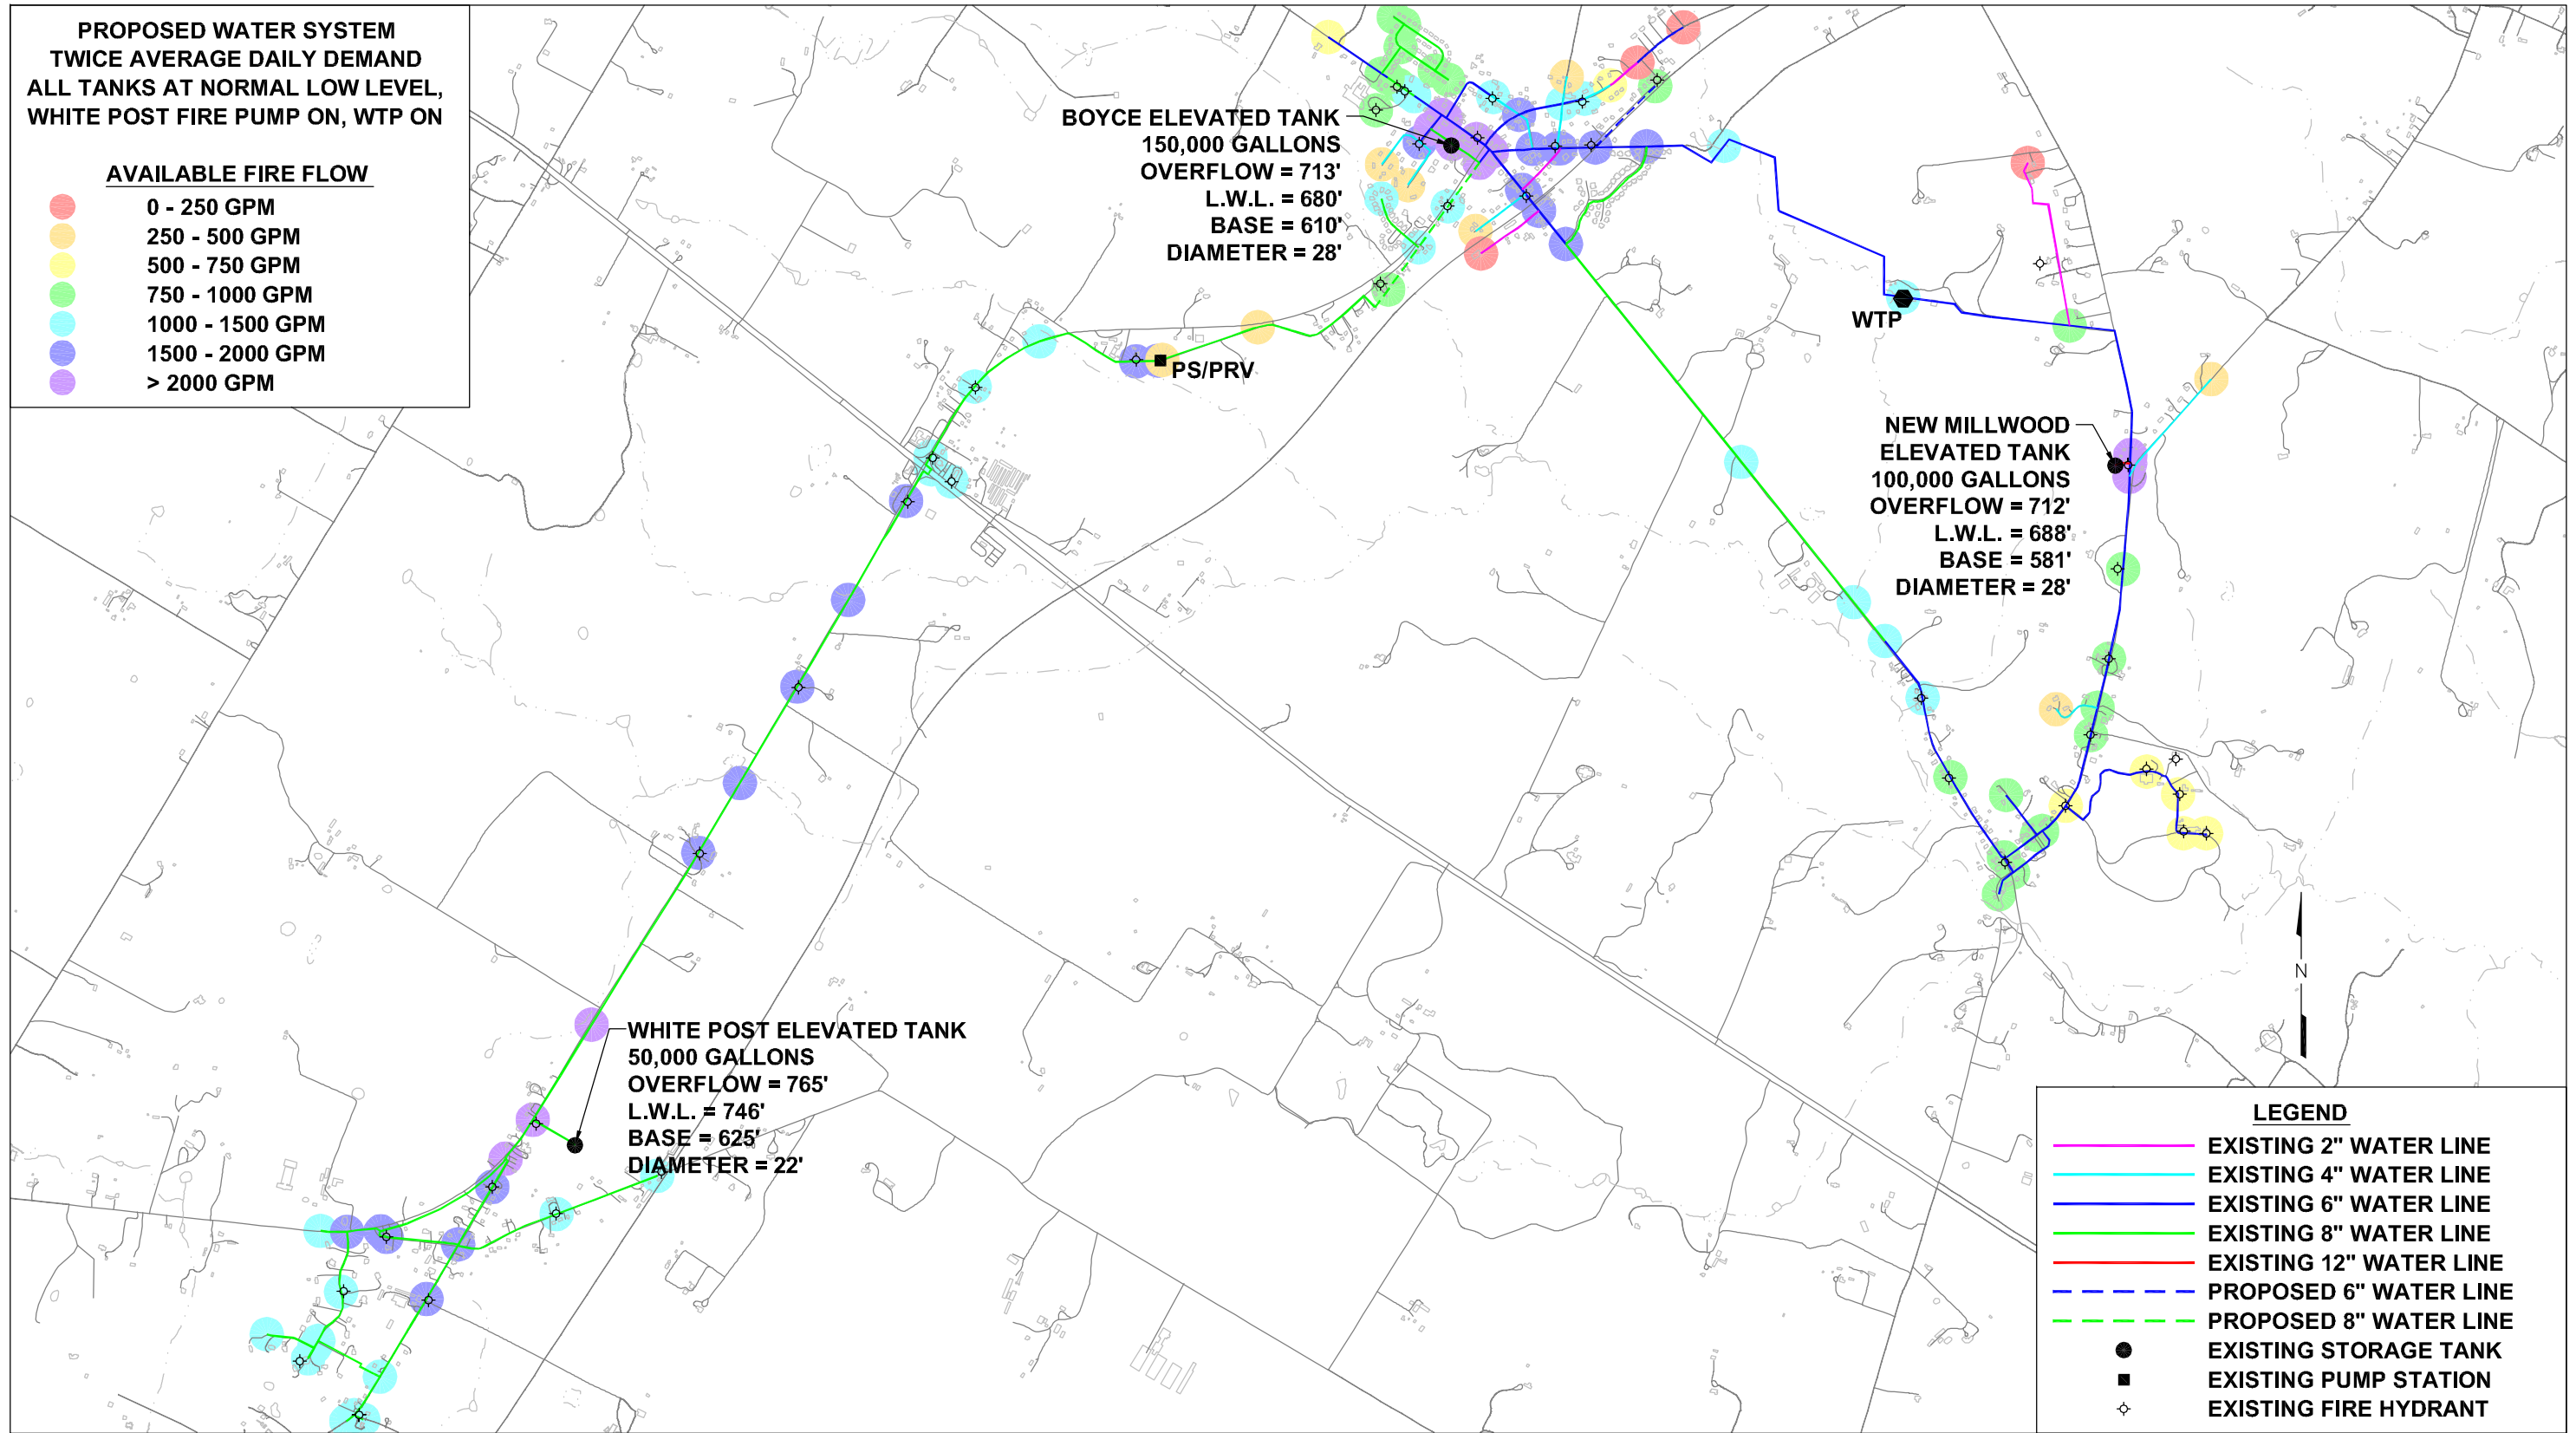 PROPOSED WATER SYSTEM
TWICE AVERAGE DAILY DEMAND
ALL TANKS AT NORMAL LOW LEVEL,
WHITE POST FIRE PUMP ON, WTP ON
AVAILABLE FIRE FLOW
0 - 250 GPM
250 - 500 GPM
500 - 750 GPM
750 - 1000 GPM
1000 - 1500 GPM
1500 - 2000 GPM
> 2000 GPM
BOYCE ELEVATED TANK
150,000 GALLONS
OVERFLOW = 713'
L.W.L. = 680'
BASE = 610'
DIAMETER = 28'
PS/PRV
WTP
NEW MILLWOOD
ELEVATED TANK
100,000 GALLONS
OVERFLOW = 712'
L.W.L. = 688'
BASE = 581'
DIAMETER = 28'
WHITE POST ELEVATED TANK
50,000 GALLONS
OVERFLOW = 765'
L.W.L. = 746'
BASE = 625'
DIAMETER = 22'
N
LEGEND
EXISTING 2" WATER LINE
EXISTING 4" WATER LINE
EXISTING 6" WATER LINE
EXISTING 8" WATER LINE
EXISTING 12" WATER LINE
PROPOSED 6" WATER LINE
PROPOSED 8" WATER LINE
EXISTING STORAGE TANK
EXISTING PUMP STATION
EXISTING FIRE HYDRANT